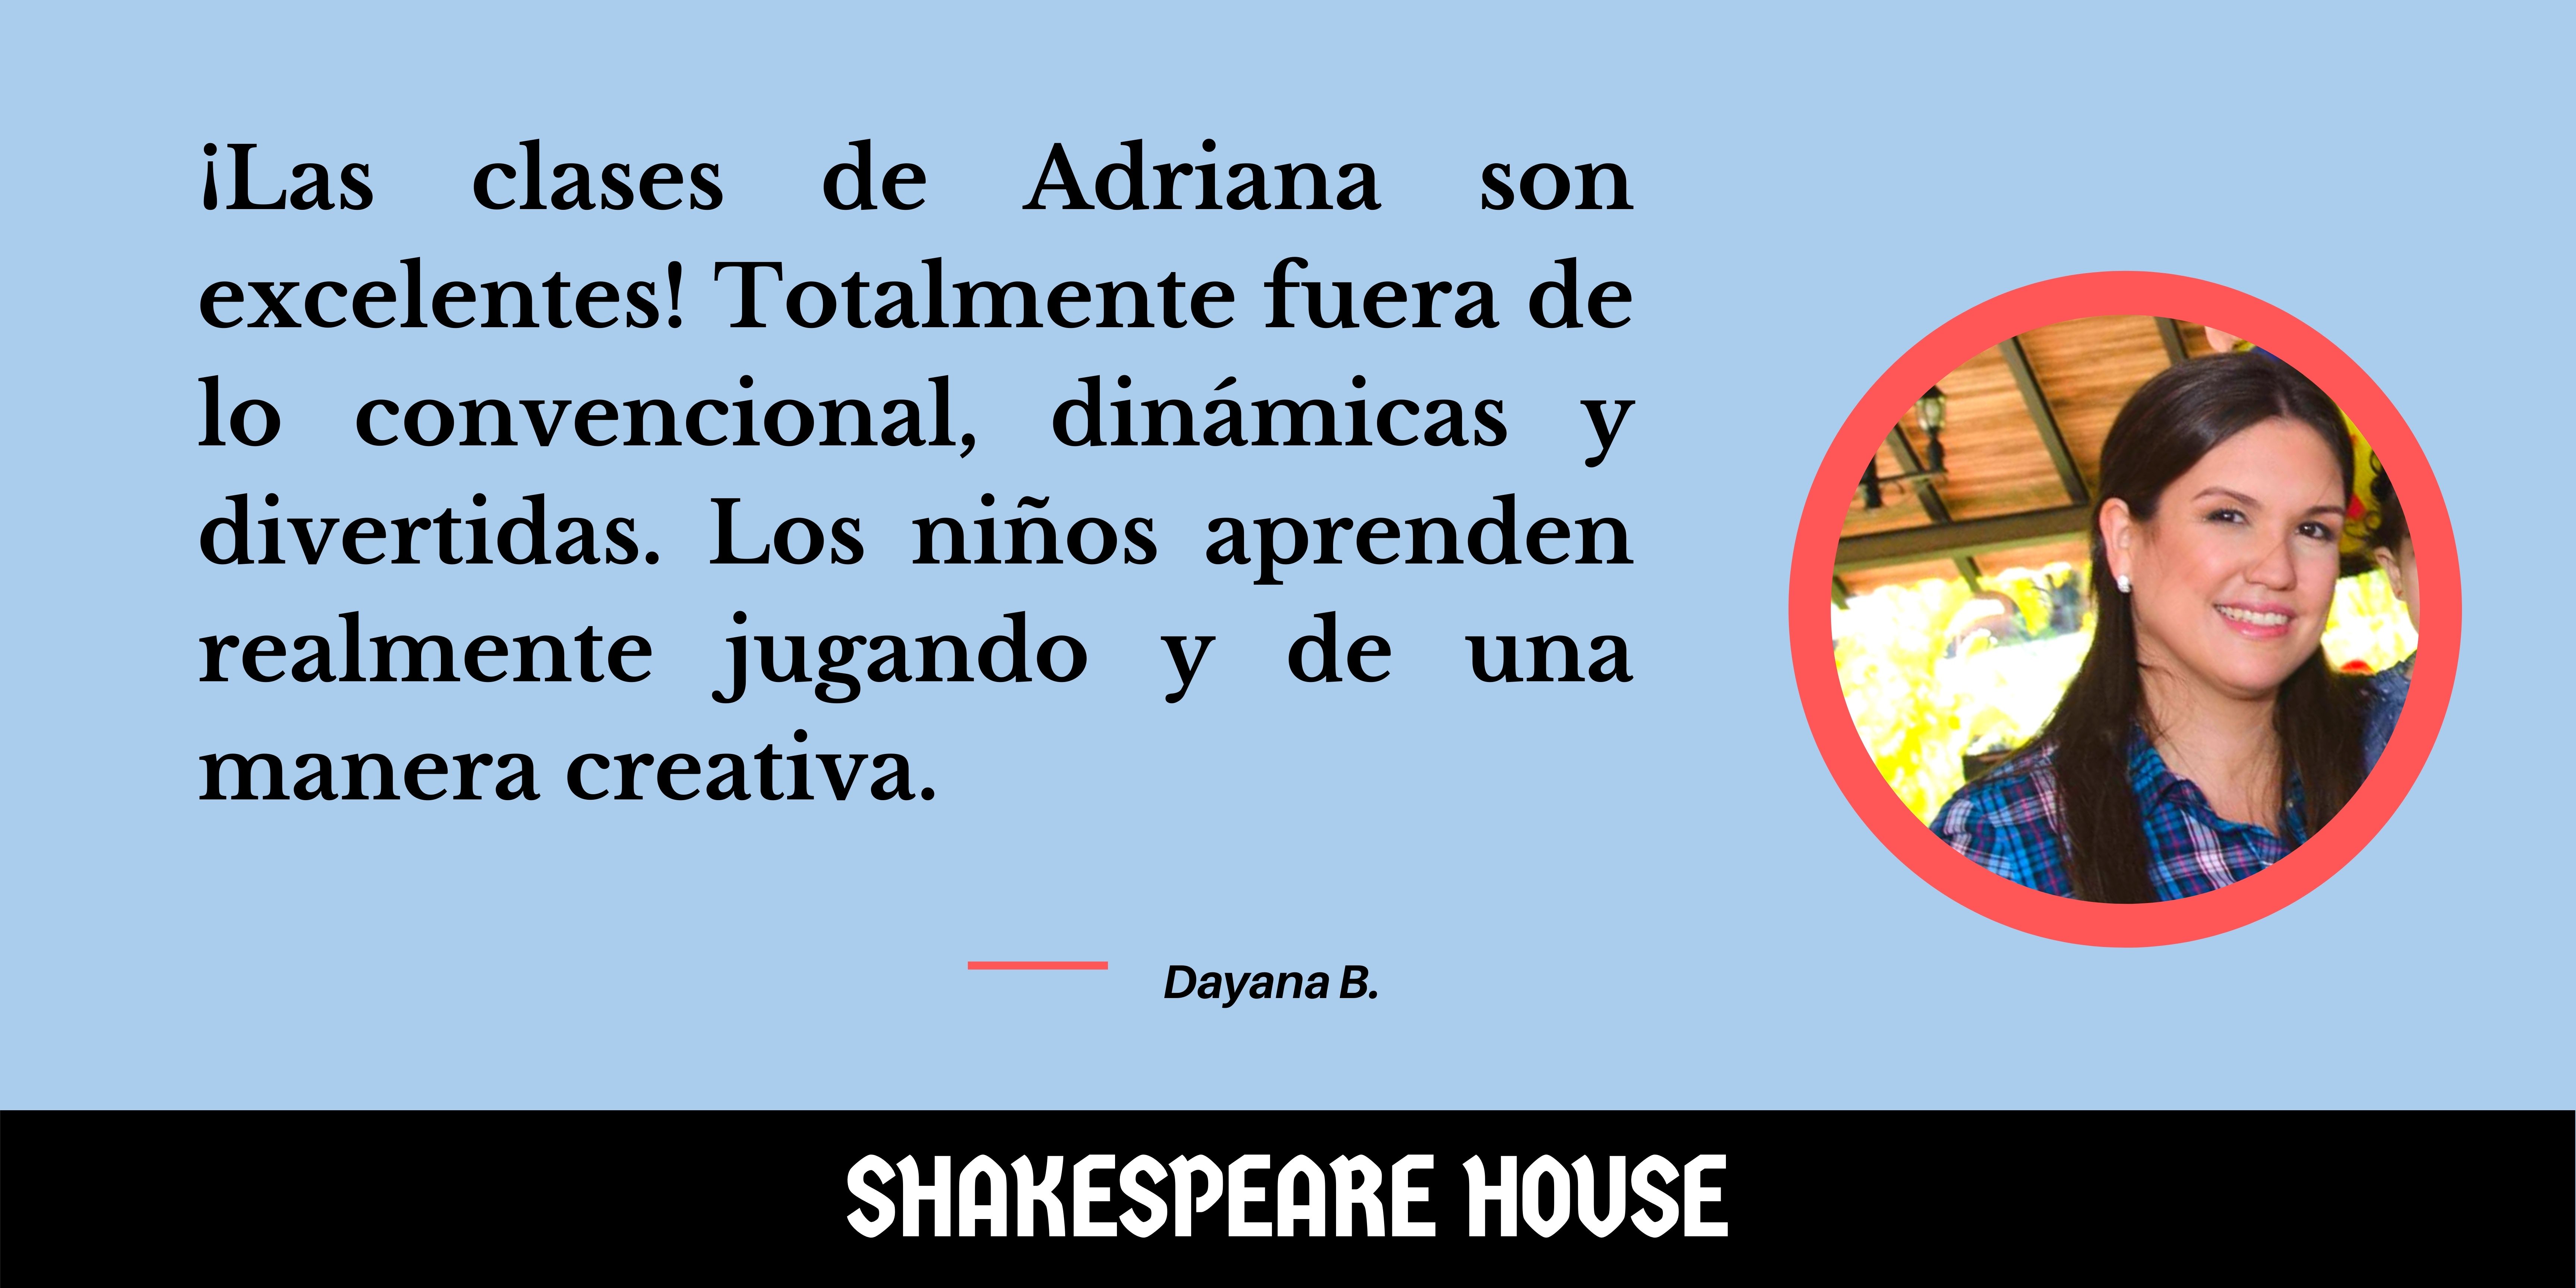 ¡Las clases de Adriana son
excelentes! Totalmente fuera de
lo convencional, dinámicas y
divertidas. Los niños aprenden
realmente jugando y de una
manera creativa.
Dayana B.
SHAKESPEARE HOUSE